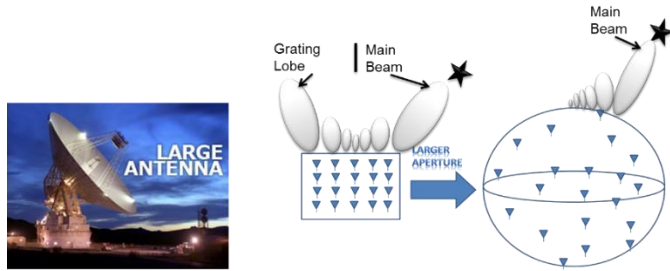 LARGE
ANTENNA
Grating
Lobe
Main
Beam
LARGER
APERTURE
Main
Beam